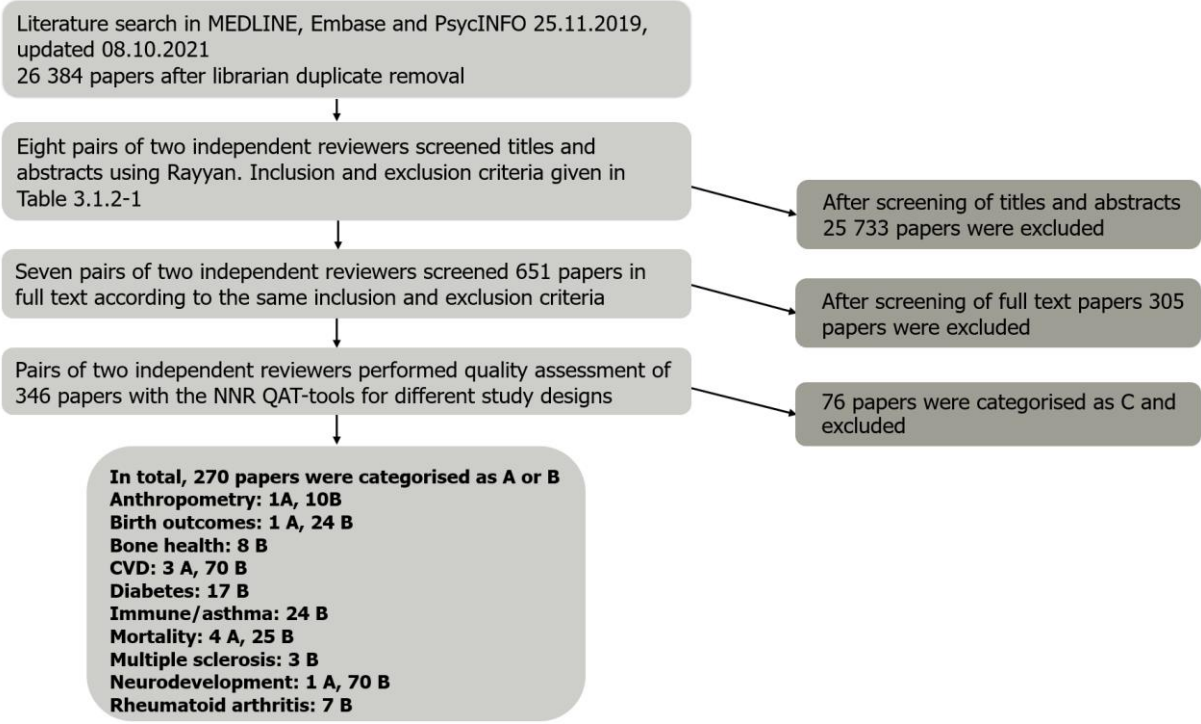 Literature search in MEDLINE, Embase and PsycINFO 25.11.2019,
updated 08.10.2021
26 384 papers after librarian duplicate removal
Eight pairs of two independent reviewers screened titles and
abstracts using Rayyan. Inclusion and exclusion criteria given in
Table 3.1.2-1
After screening of titles and abstracts
25 733 papers were excluded
Seven pairs of two independent reviewers screened 651 papers in
full text according to the same inclusion and exclusion criteria
After screening of full text papers 305
papers were excluded
Pairs of two independent reviewers performed quality assessment of
346 papers with the NNR QAT-tools for different study designs
76 papers were categorised as C and
excluded
In total, 270 papers were categorised as A or B
Anthropometry: 1A, 10B
Birth outcomes: 1 A, 24 B
Bone health: 8 B
CVD: 3 A, 70 B
Diabetes: 17 B
Immune/asthma: 24 B
Mortality: 4 A, 25 B
Multiple sclerosis: 3 B
Neurodevelopment: 1 A, 70 B
Rheumatoid arthritis: 7 B